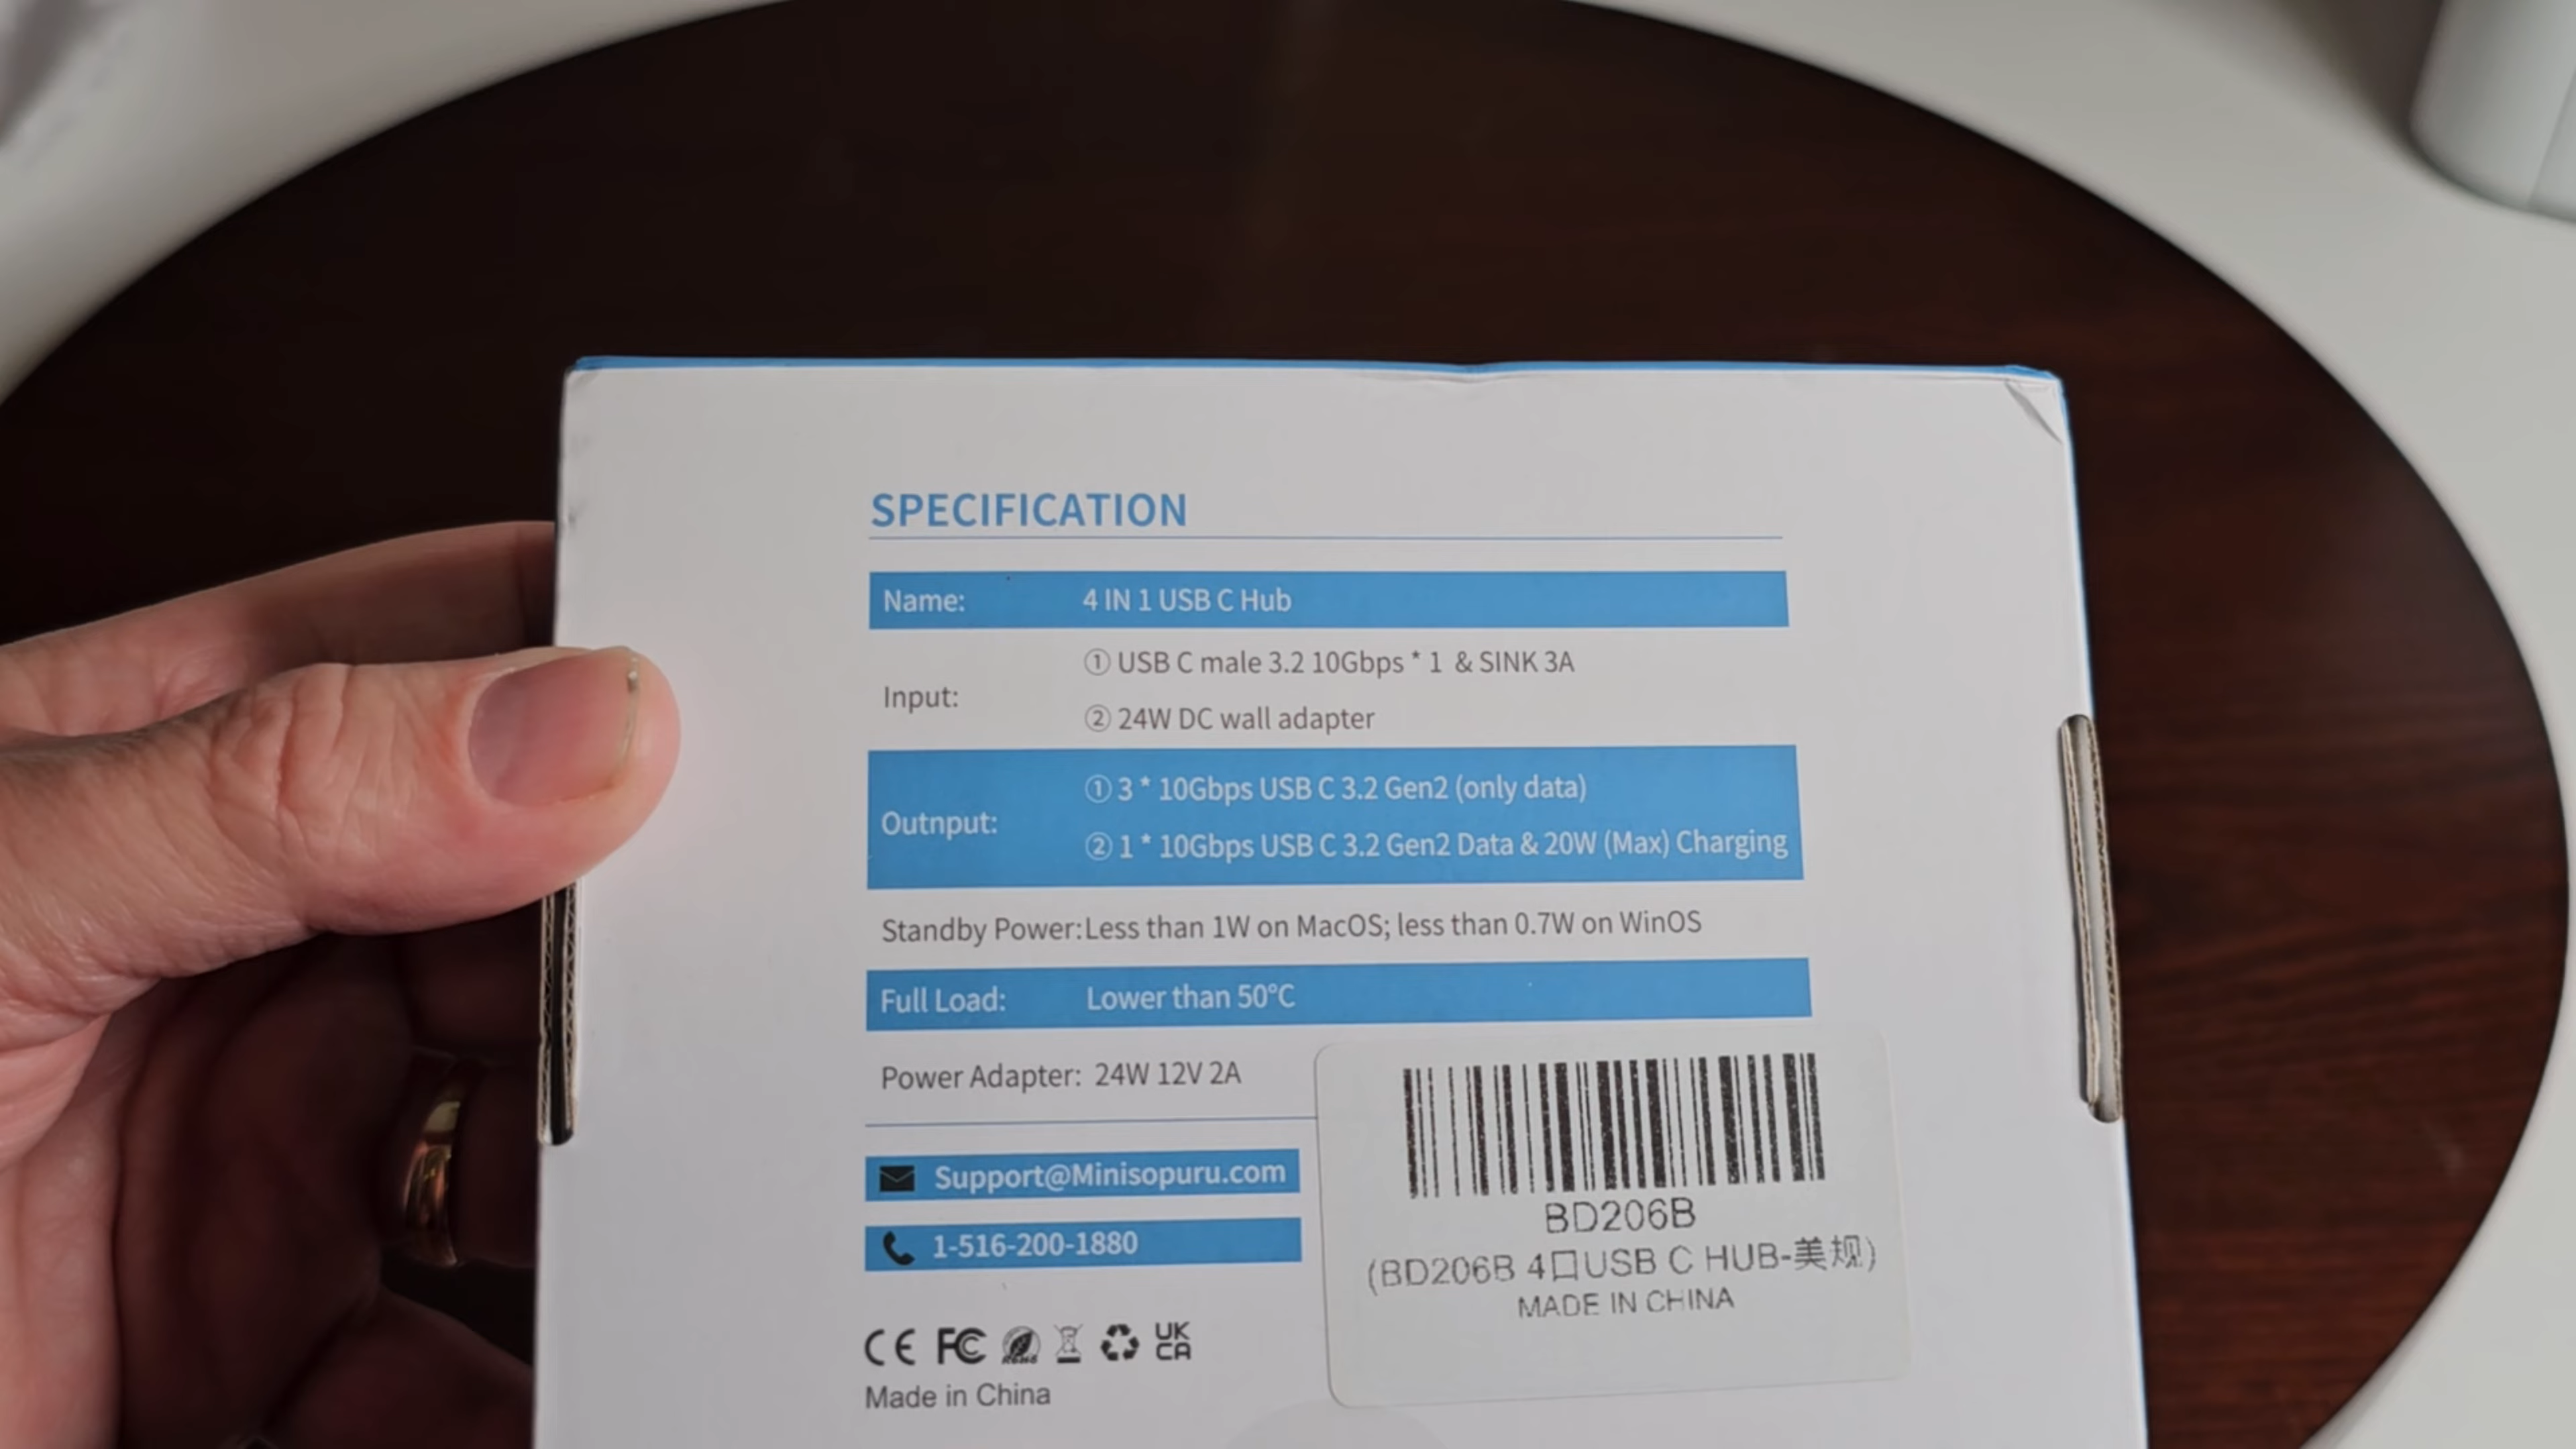 SPECIFICATION
Name: 4 IN 1 USB C Hub
Input:
① USB C male 3.2 10Gbps * 1 & SINK 3A
② 24W DC wall adapter
Outnput:
① 3 * 10Gbps USB C 3.2 Gen2 (only data)
② 1 * 10Gbps USB C 3.2 Gen2 Data & 20W (Max) Charging
Standby Power:Less than 1W on MacOS; less than 0.7W on WinOS
Full Load: Lower than 50°C
Power Adapter: 24W 12V 2A
Support@Minisopuru.com
1-516-200-1880
CE FC RoHS UK CA
Made in China
BD206B
(BD206B 4口USB C HUB-美规)
MADE IN CHINA